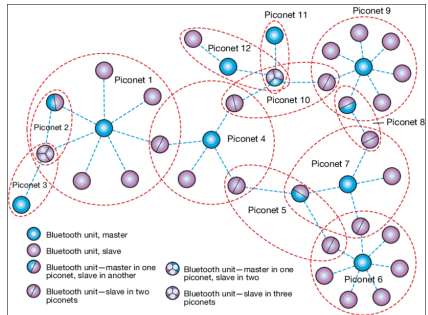 Piconet 11
Piconet 9
Piconet 12
Piconet 1
Piconet 10
Piconet 2
Piconet 8
Piconet 4
Piconet 7
Piconet 3
Piconet 5
Piconet 6
Bluetooth unit, master
Bluetooth unit, slave
Bluetooth unit—master in one
piconet, slave in another
Bluetooth unit—slave in two
piconets
Bluetooth unit—master in one
piconet, slave in two
Bluetooth unit—slave in three
piconets